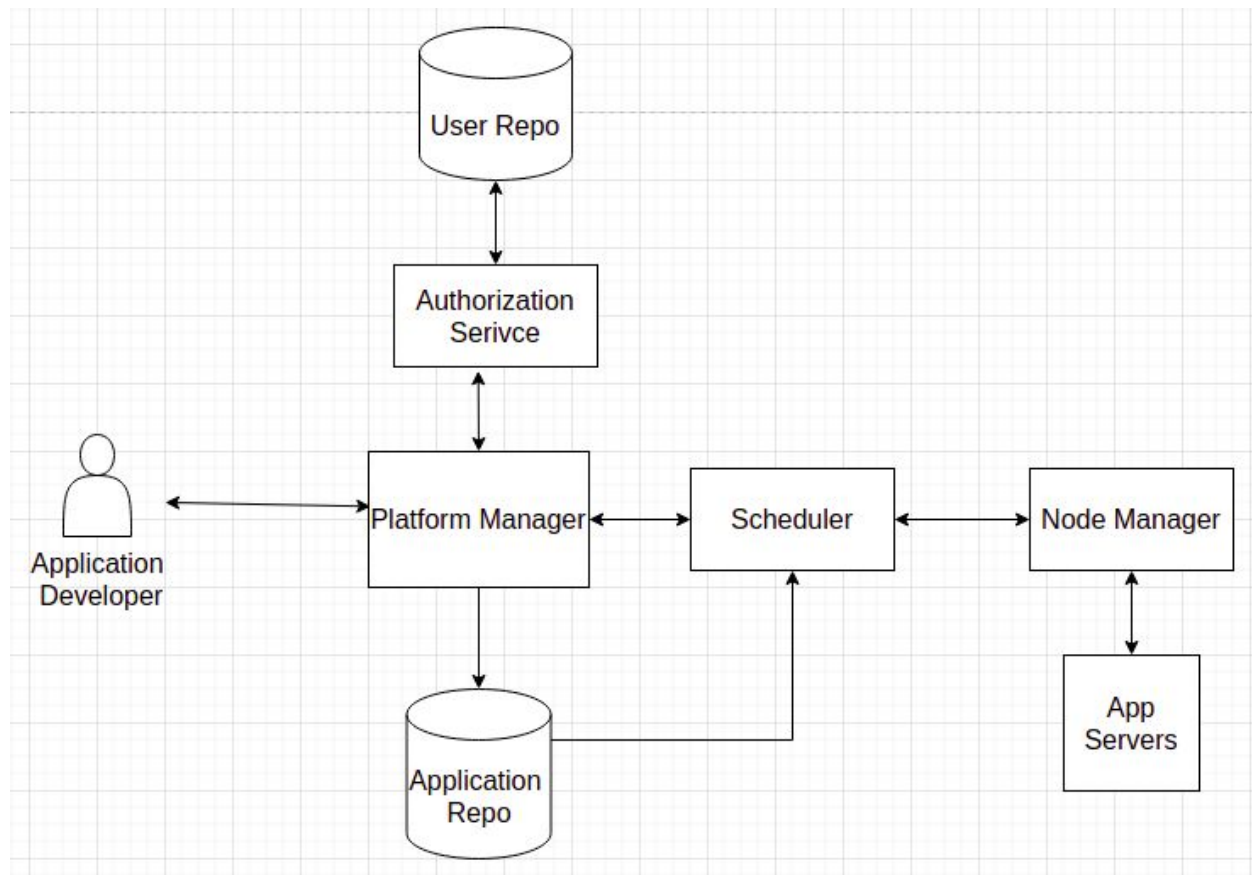 User Repo
Authorization
Serivce
Application
Developer
Platform Manager
Scheduler
Node Manager
Application
Repo
App
Servers